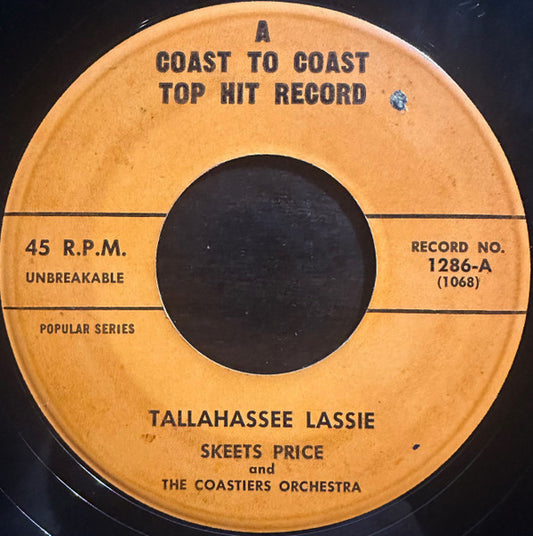 A
COAST TO COAST
TOP HIT RECORD
45 R.P.M.
UNBREAKABLE
RECORD NO.
1286-A
(1068)
POPULAR SERIES
TALLAHASSEE LASSIE
SKEETS PRICE
and
THE COASTIERS ORCHESTRA